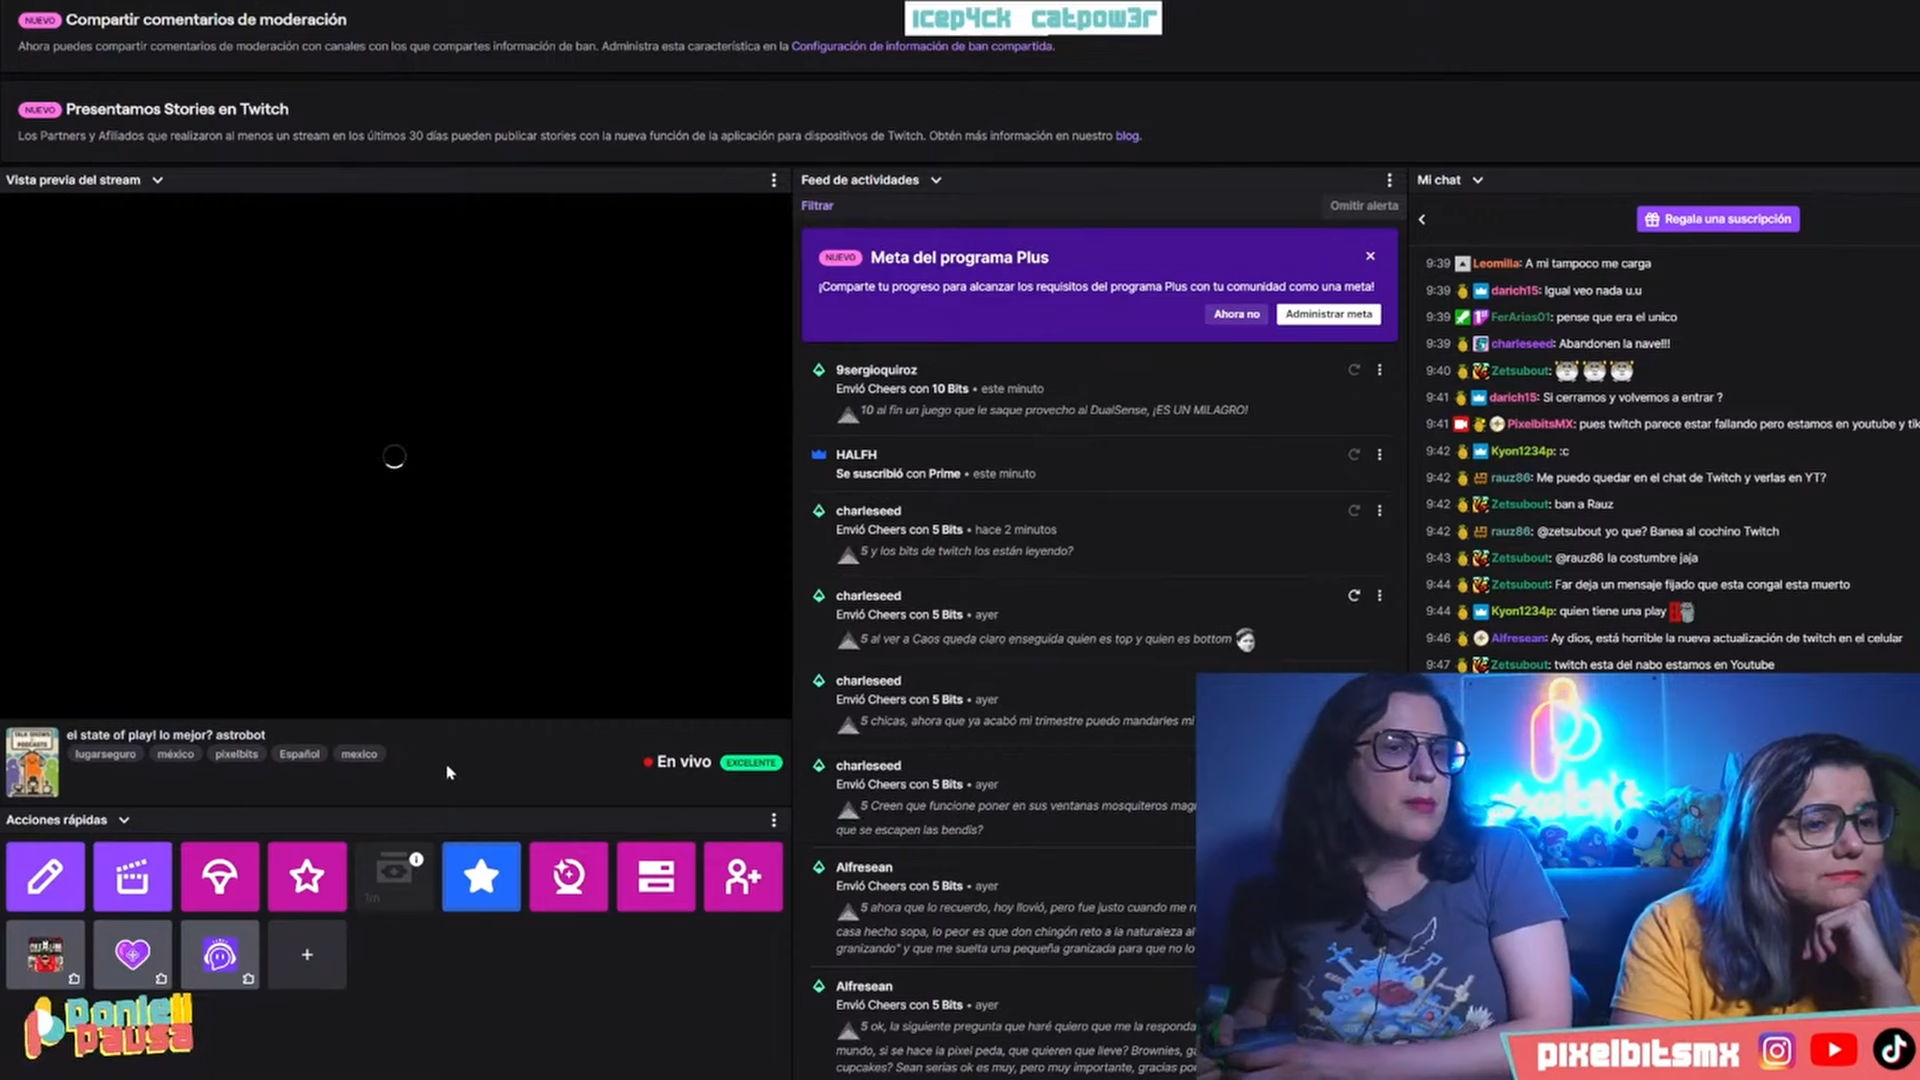 NUEVO Compartir comentarios de moderación
icep4ck catpow3r
Ahora puedes compartir comentarios de moderación con canales con los que compartes información de ban. Administra esta característica en la Configuración de información de ban compartida.
NUEVO Presentamos Stories en Twitch
Los Partners y Afiliados que realizaron al menos un stream en los últimos 30 días pueden publicar stories con la nueva función de la aplicación para dispositivos de Twitch. Obtén más información en nuestro blog.
Vista previa del stream
el state of play! lo mejor? astrobot
lugarseguro méxico pixelbits Español mexico
En vivo EXCELENTE
Acciones rápidas
1m
Ponle Pausa
Feed de actividades
Filtrar
Omitir alerta
NUEVO Meta del programa Plus
¡Comparte tu progreso para alcanzar los requisitos del programa Plus con tu comunidad como una meta!
Ahora no
Administrar meta
9sergioquiroz
Envió Cheers con 10 Bits • este minuto
10 al fin un juego que le saque provecho al DualSense, ¡ES UN MILAGRO!
HALFH
Se suscribió con Prime • este minuto
charleseed
Envió Cheers con 5 Bits • hace 2 minutos
5 y los bits de twitch los están leyendo?
charleseed
Envió Cheers con 5 Bits • ayer
5 al ver a Caos queda claro enseguida quien es top y quien es bottom
charleseed
Envió Cheers con 5 Bits • ayer
5 chicas, ahora que ya acabó mi trimestre puedo mandarles mi
charleseed
Envió Cheers con 5 Bits • ayer
5 Creen que funcione poner en sus ventanas mosquiteros mag
que se escapen las bendis?
Alfresean
Envió Cheers con 5 Bits • ayer
5 ahora que lo recuerdo, hoy llovió, pero fue justo cuando me r
casa hecho sopa, lo peor es que don chingón reto a la naturaleza al
granizando" y que me suelta una pequeña granizada para que no lo
Alfresean
Envió Cheers con 5 Bits • ayer
5 ok, la siguiente pregunta que haré quiero que me la responda
mundo, si se hace la pixel peda, que quieren que lleve? Brownies, ga
cupcakes? Sean serias ok es muy, pero muy importante, gracias po
Mi chat
Regala una suscripción
9:39 Leomilla: A mi tampoco me carga
9:39 darich15: Igual veo nada u.u
9:39 FerArias01: pense que era el unico
9:39 charleseed: Abandonen la nave!!!
9:40 Zetsubout:
9:41 darich15: Si cerramos y volvemos a entrar ?
9:41 PixelbitsMX: pues twitch parece estar fallando pero estamos en youtube y tik
9:42 Kyon1234p: :c
9:42 rauz86: Me puedo quedar en el chat de Twitch y verlas en YT?
9:42 Zetsubout: ban a Rauz
9:42 rauz86: @zetsubout yo que? Banea al cochino Twitch
9:43 Zetsubout: @rauz86 la costumbre jaja
9:44 Zetsubout: Far deja un mensaje fijado que esta congal esta muerto
9:44 Kyon1234p: quien tiene una play
9:46 Alfresean: Ay dios, está horrible la nueva actualización de twitch en el celular
9:47 Zetsubout: twitch esta del nabo estamos en Youtube
pixelbitsmx